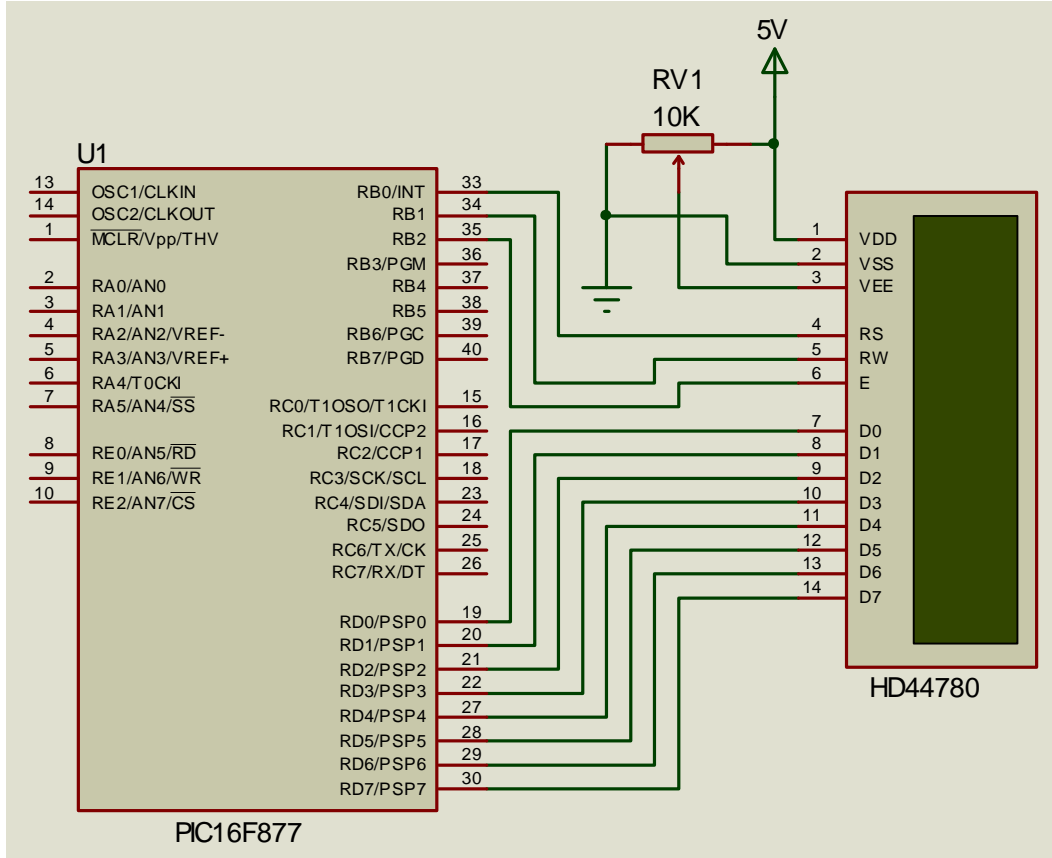 5V
RV1
10K
U1
13 OSC1/CLKIN
14 OSC2/CLKOUT
1 MCLR/Vpp/THV
2 RA0/AN0
3 RA1/AN1
4 RA2/AN2/VREF-
5 RA3/AN3/VREF+
6 RA4/T0CKI
7 RA5/AN4/SS
8 RE0/AN5/RD
9 RE1/AN6/WR
10 RE2/AN7/CS
RB0/INT 33
RB1 34
RB2 35
RB3/PGM 36
RB4 37
RB5 38
RB6/PGC 39
RB7/PGD 40
RC0/T1OSO/T1CKI 15
RC1/T1OSI/CCP2 16
RC2/CCP1 17
RC3/SCK/SCL 18
RC4/SDI/SDA 23
RC5/SDO 24
RC6/TX/CK 25
RC7/RX/DT 26
RD0/PSP0 19
RD1/PSP1 20
RD2/PSP2 21
RD3/PSP3 22
RD4/PSP4 27
RD5/PSP5 28
RD6/PSP6 29
RD7/PSP7 30
PIC16F877
1 VDD
2 VSS
3 VEE
4 RS
5 RW
6 E
7 D0
8 D1
9 D2
10 D3
11 D4
12 D5
13 D6
14 D7
HD44780